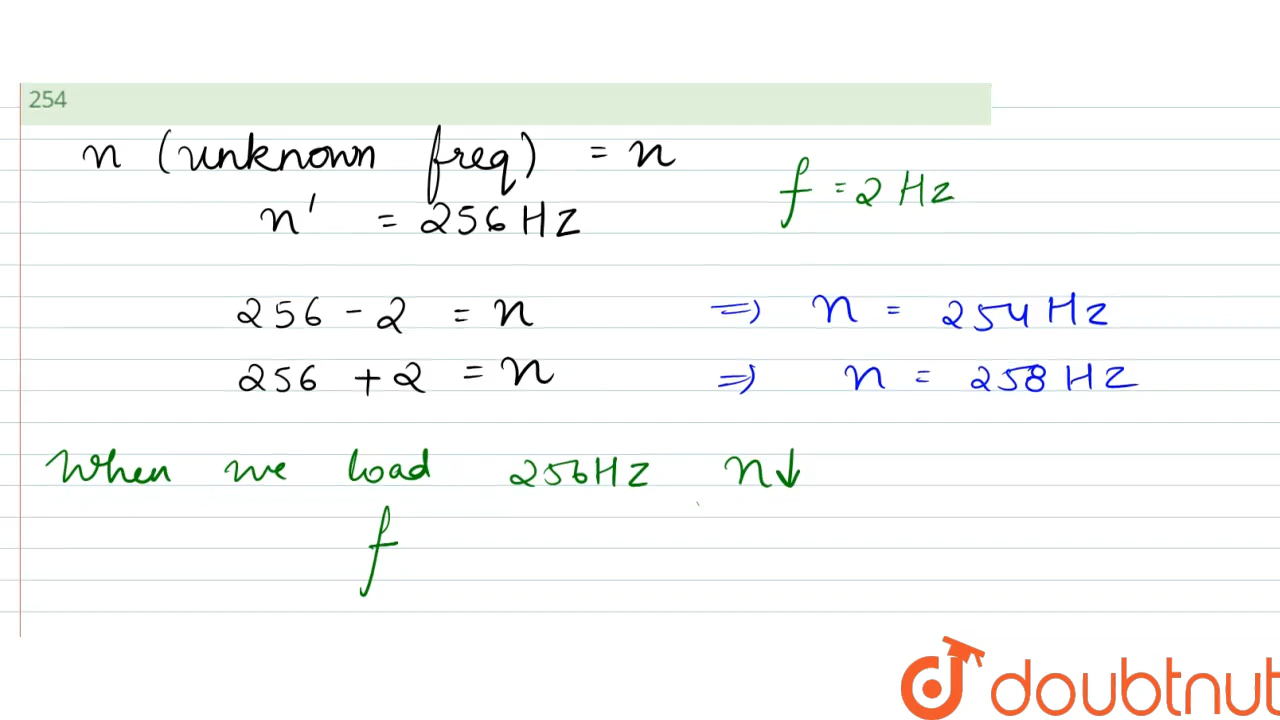 254
n (unknown freq) = n
f = 2 Hz
n' = 256 HZ
256 - 2 = n ⇒ n = 254 Hz
256 + 2 = n ⇒ n = 258 HZ
When we load 256HZ n↓
f
doubtnut